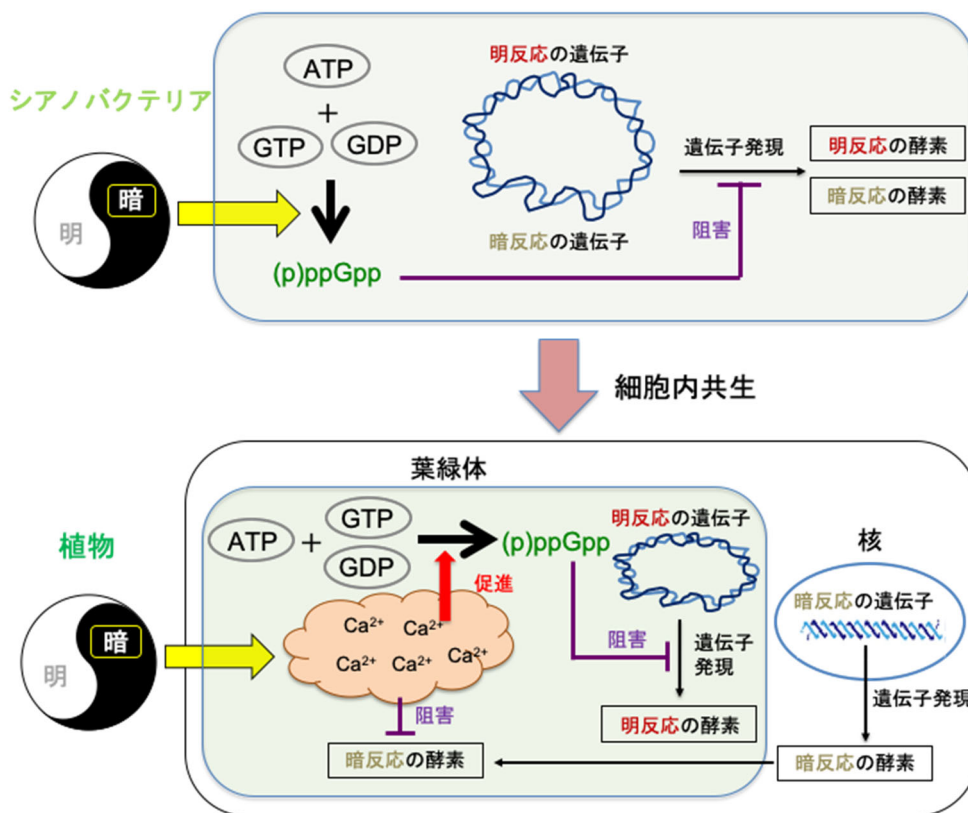 シアノバクテリア
明
暗
ATP
+
GTP
GDP
(p)ppGpp
明反応の遺伝子
暗反応の遺伝子
遺伝子発現
阻害
明反応の酵素
暗反応の酵素
細胞内共生
植物
明
暗
葉緑体
ATP
+
GTP
GDP
(p)ppGpp
促進
Ca²⁺
Ca²⁺
Ca²⁺
Ca²⁺
Ca²⁺
阻害
暗反応の酵素
明反応の遺伝子
阻害
遺伝子
発現
明反応の酵素
核
暗反応の遺伝子
遺伝子発現
暗反応の酵素